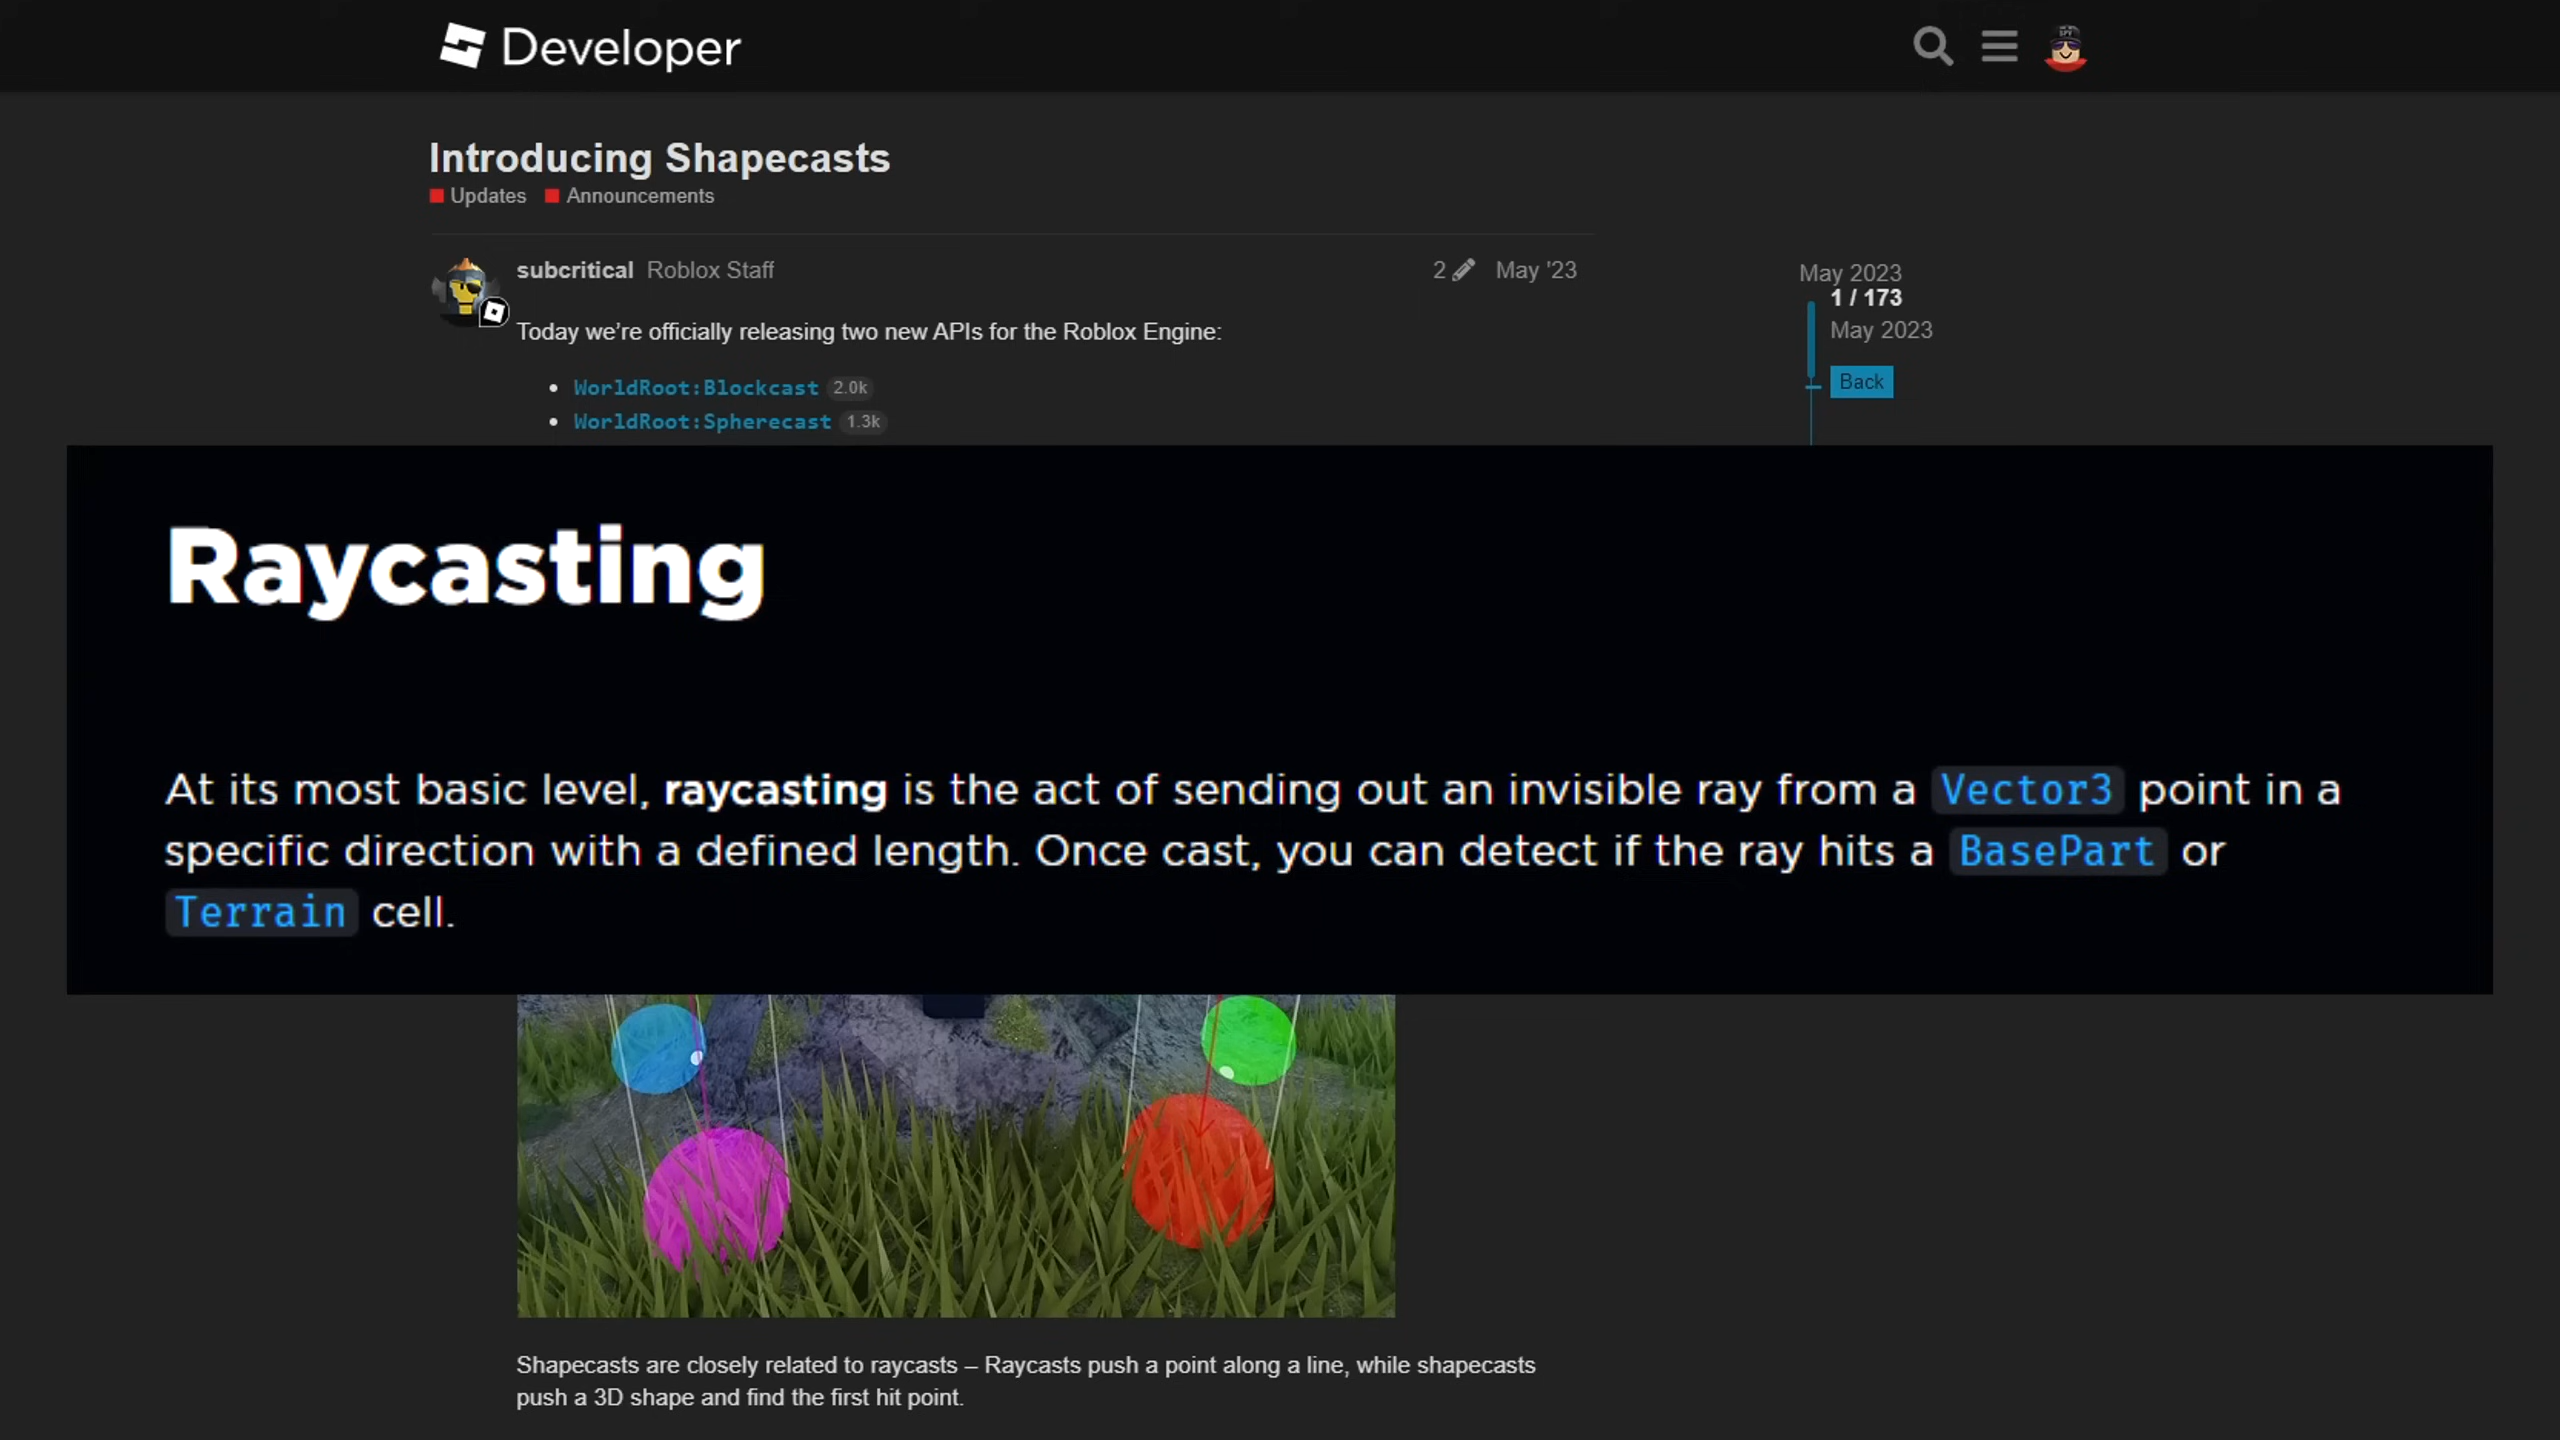 Developer
Introducing Shapecasts
Updates Announcements
subcritical Roblox Staff 2 May '23
May 2023
1 / 173
May 2023
Back
Today we’re officially releasing two new APIs for the Roblox Engine:
• WorldRoot:Blockcast 2.0k
• WorldRoot:Spherecast 1.3k
Raycasting
At its most basic level, raycasting is the act of sending out an invisible ray from a Vector3 point in a
specific direction with a defined length. Once cast, you can detect if the ray hits a BasePart or
Terrain cell.
Shapecasts are closely related to raycasts – Raycasts push a point along a line, while shapecasts
push a 3D shape and find the first hit point.